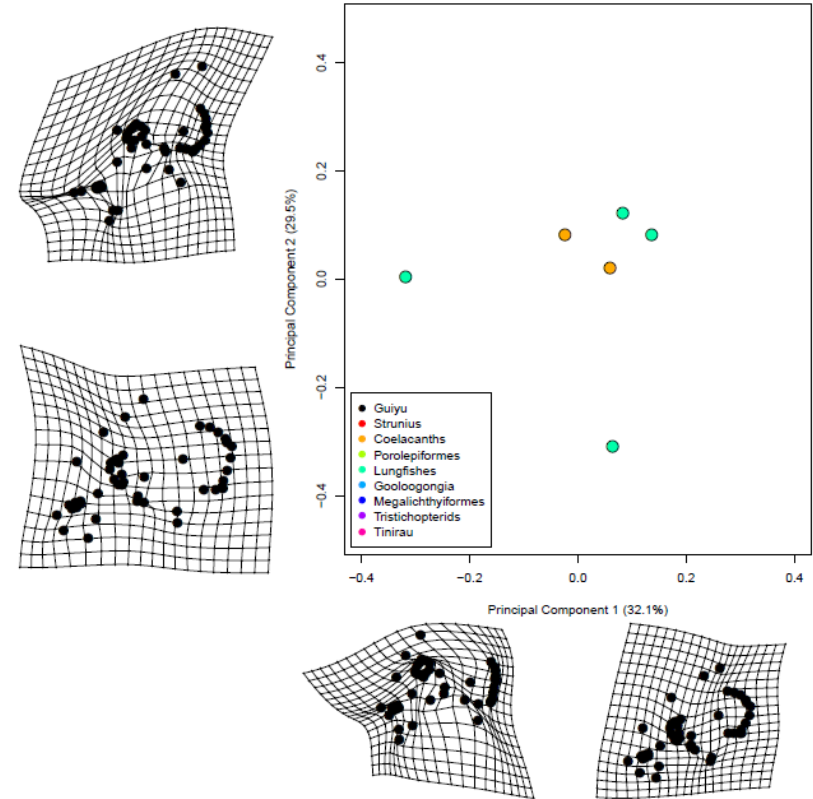 0.4
0.2
0.0
−0.2
−0.4
Principal Component 2 (29.5%)
Guiyu
Strunius
Coelacanths
Porolepiformes
Lungfishes
Gooloogongia
Megalichthyiformes
Tristichopterids
Tinirau
−0.4 −0.2 0.0 0.2 0.4
Principal Component 1 (32.1%)